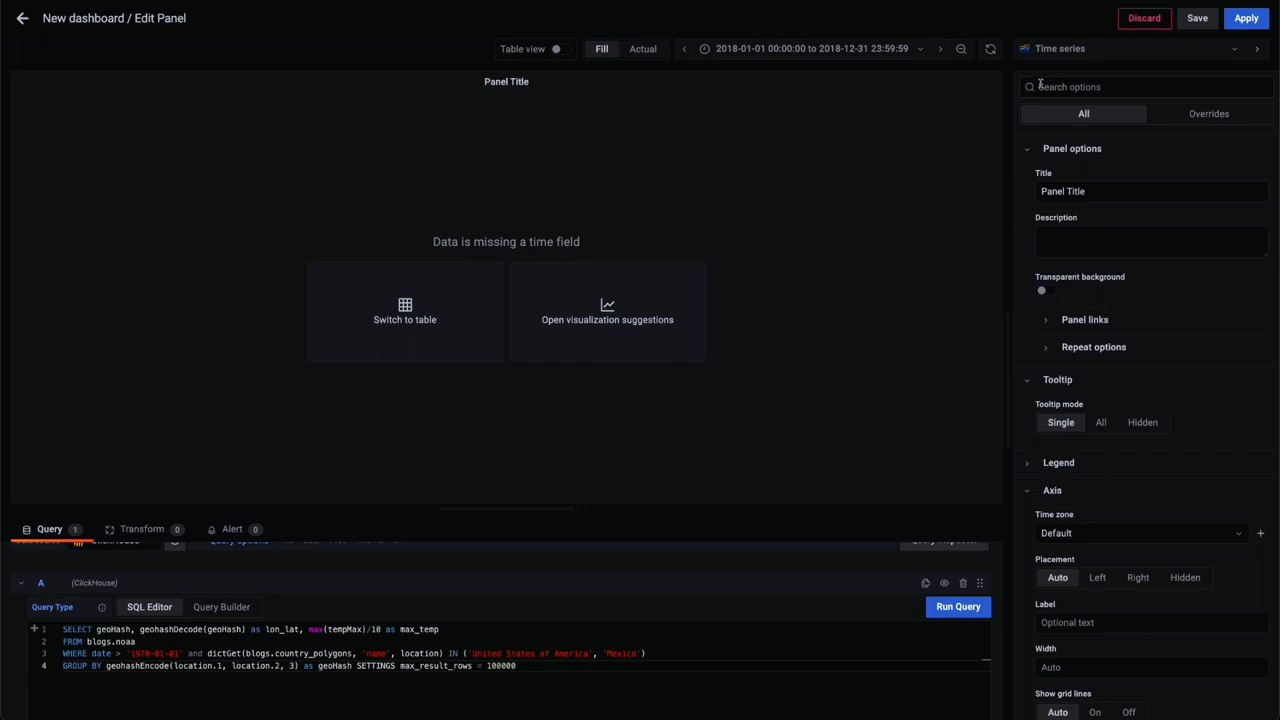 New dashboard / Edit Panel
Discard
Save
Apply
Table view
Fill
Actual
2018-01-01 00:00:00 to 2018-12-31 23:59:59
Time series
Panel Title
Search options
All
Overrides
Panel options
Title
Panel Title
Description
Data is missing a time field
Switch to table
Open visualization suggestions
Transparent background
Panel links
Repeat options
Tooltip
Tooltip mode
Single
All
Hidden
Legend
Axis
Time zone
Default
Placement
Auto
Left
Right
Hidden
Label
Optional text
Width
Auto
Show grid lines
Auto
On
Off
Query 1
Transform 0
Alert 0
A (ClickHouse)
Query Type
SQL Editor
Query Builder
Run Query
1 SELECT geoHash, geohashDecode(geoHash) as lon_lat, max(tempMax)/10 as max_temp
2 FROM blogs.noaa
3 WHERE date > '1970-01-01' and dictGet(blogs.country_polygons, 'name', location) IN ('United States of America', 'Mexico')
4 GROUP BY geohashEncode(location.1, location.2, 3) as geoHash SETTINGS max_result_rows = 100000